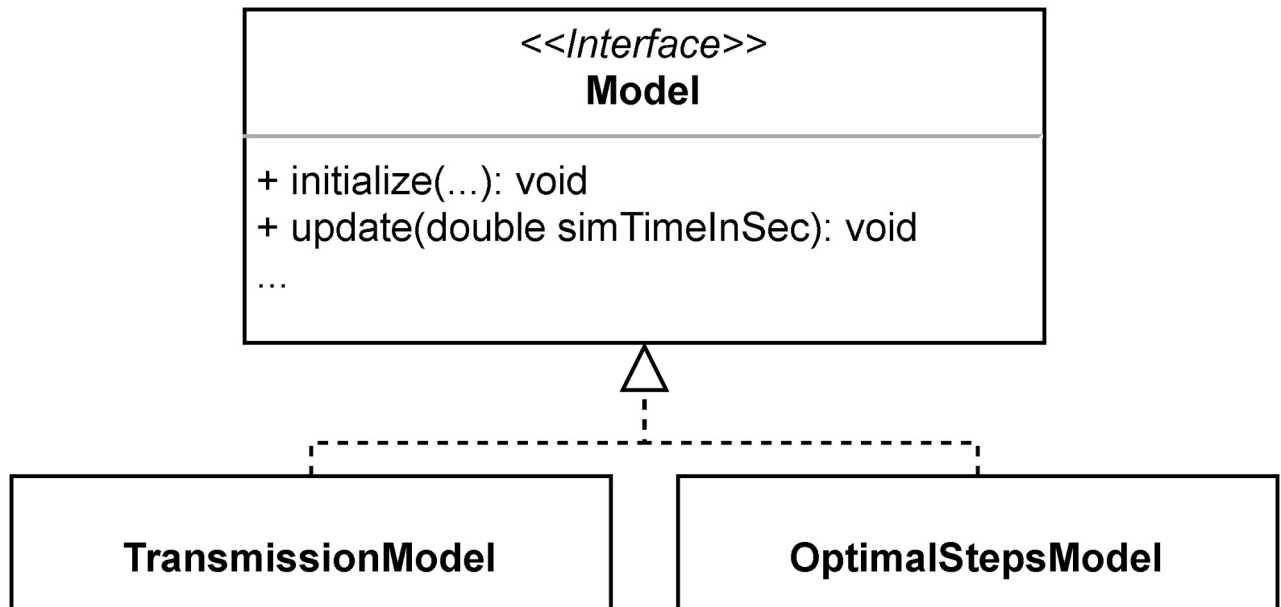 <<Interface>>
Model
+ initialize(...): void
+ update(double simTimeInSec): void
...
TransmissionModel
OptimalStepsModel